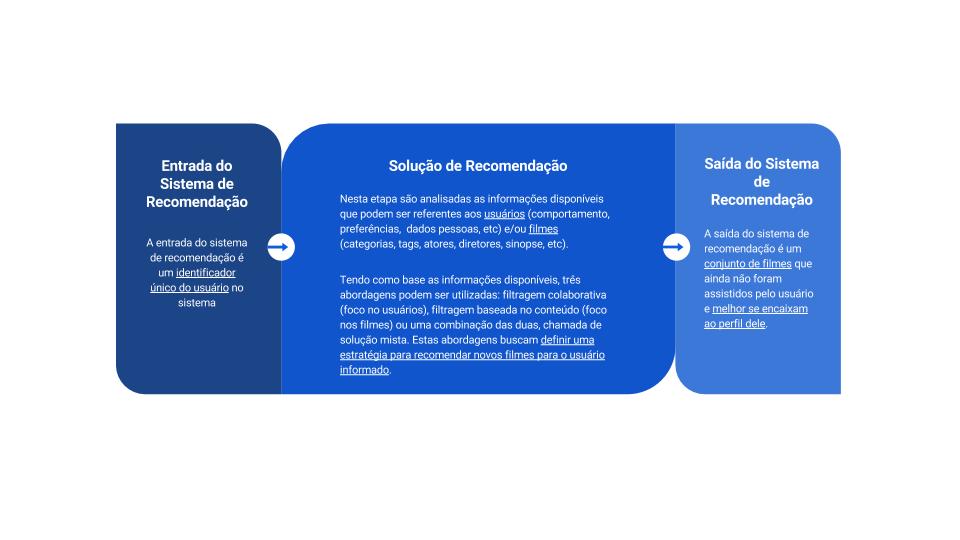 Entrada do
Sistema de
Recomendação
A entrada do sistema
de recomendação é
um identificador
único do usuário no
sistema
Solução de Recomendação
Nesta etapa são analisadas as informações disponíveis
que podem ser referentes aos usuários (comportamento,
preferências, dados pessoas, etc) e/ou filmes
(categorias, tags, atores, diretores, sinopse, etc).
Tendo como base as informações disponíveis, três
abordagens podem ser utilizadas: filtragem colaborativa
(foco no usuários), filtragem baseada no conteúdo (foco
nos filmes) ou uma combinação das duas, chamada de
solução mista. Estas abordagens buscam definir uma
estratégia para recomendar novos filmes para o usuário
informado.
Saída do Sistema
de
Recomendação
A saída do sistema de
recomendação é um
conjunto de filmes que
ainda não foram
assistidos pelo usuário
e melhor se encaixam
ao perfil dele.